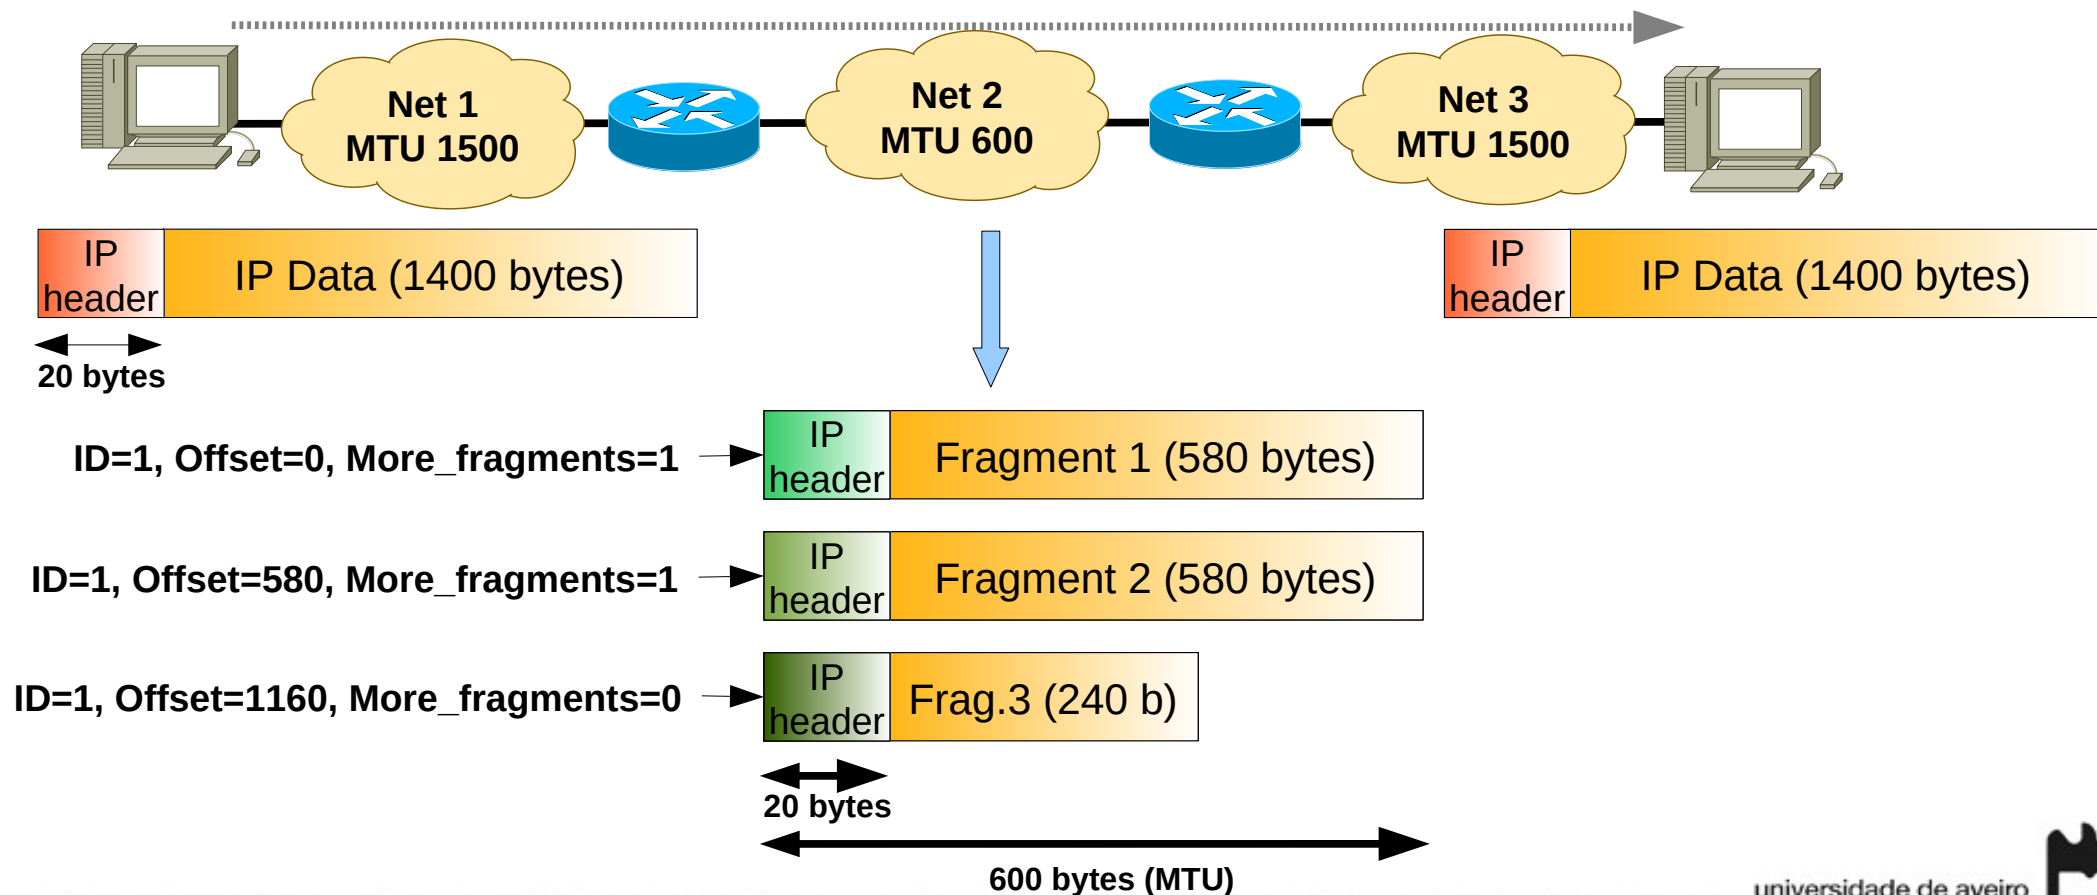 Net 1
MTU 1500
Net 2
MTU 600
Net 3
MTU 1500
IP
header
IP Data (1400 bytes)
IP
header
IP Data (1400 bytes)
20 bytes
ID=1, Offset=0, More_fragments=1
IP
header
Fragment 1 (580 bytes)
ID=1, Offset=580, More_fragments=1
IP
header
Fragment 2 (580 bytes)
ID=1, Offset=1160, More_fragments=0
IP
header
Frag.3 (240 b)
20 bytes
600 bytes (MTU)
universidade de aveiro